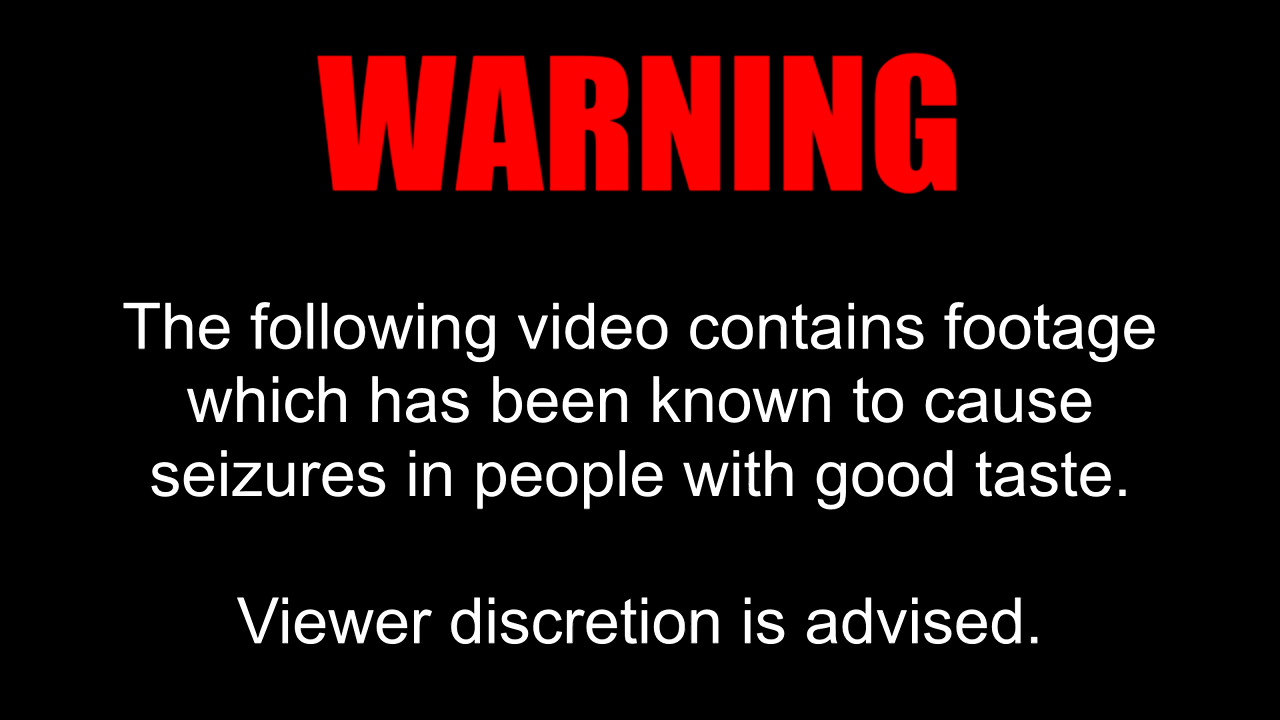 WARNING
The following video contains footage
which has been known to cause
seizures in people with good taste.
Viewer discretion is advised.